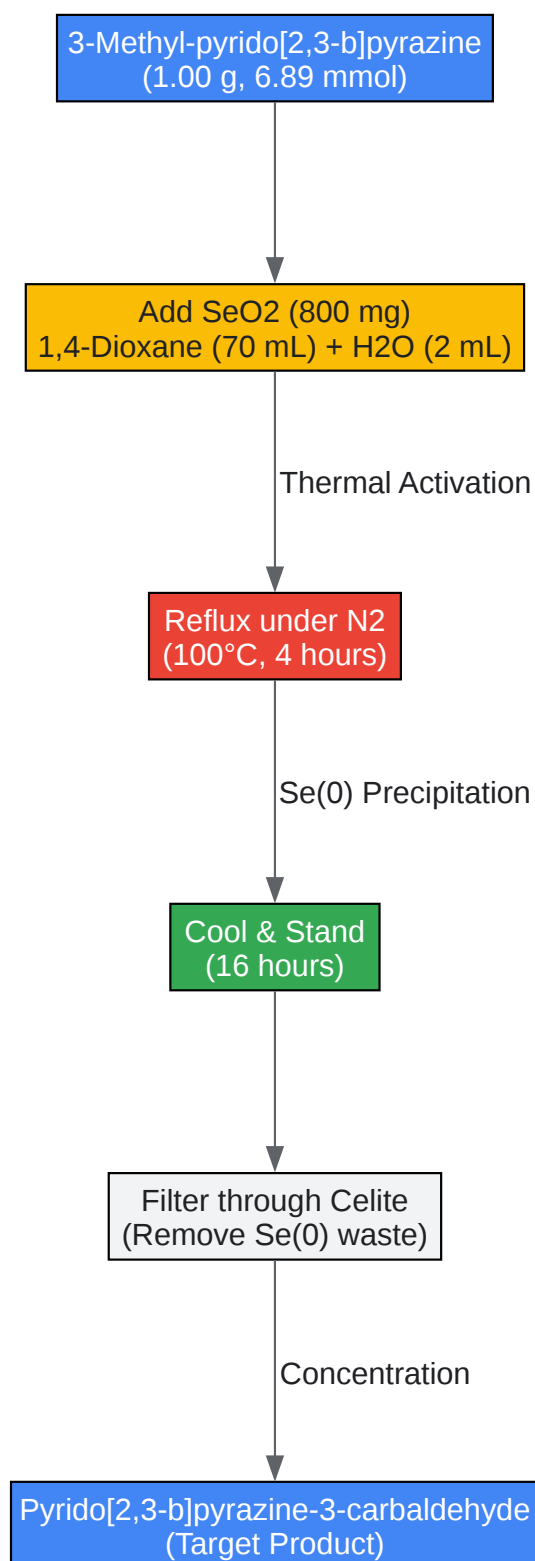 3-Methyl-pyrido[2,3-b]pyrazine
(1.00 g, 6.89 mmol)
Add SeO2 (800 mg)
1,4-Dioxane (70 mL) + H2O (2 mL)
Thermal Activation
Reflux under N2
(100°C, 4 hours)
Se(0) Precipitation
Cool & Stand
(16 hours)
Filter through Celite
(Remove Se(0) waste)
Concentration
Pyrido[2,3-b]pyrazine-3-carbaldehyde
(Target Product)